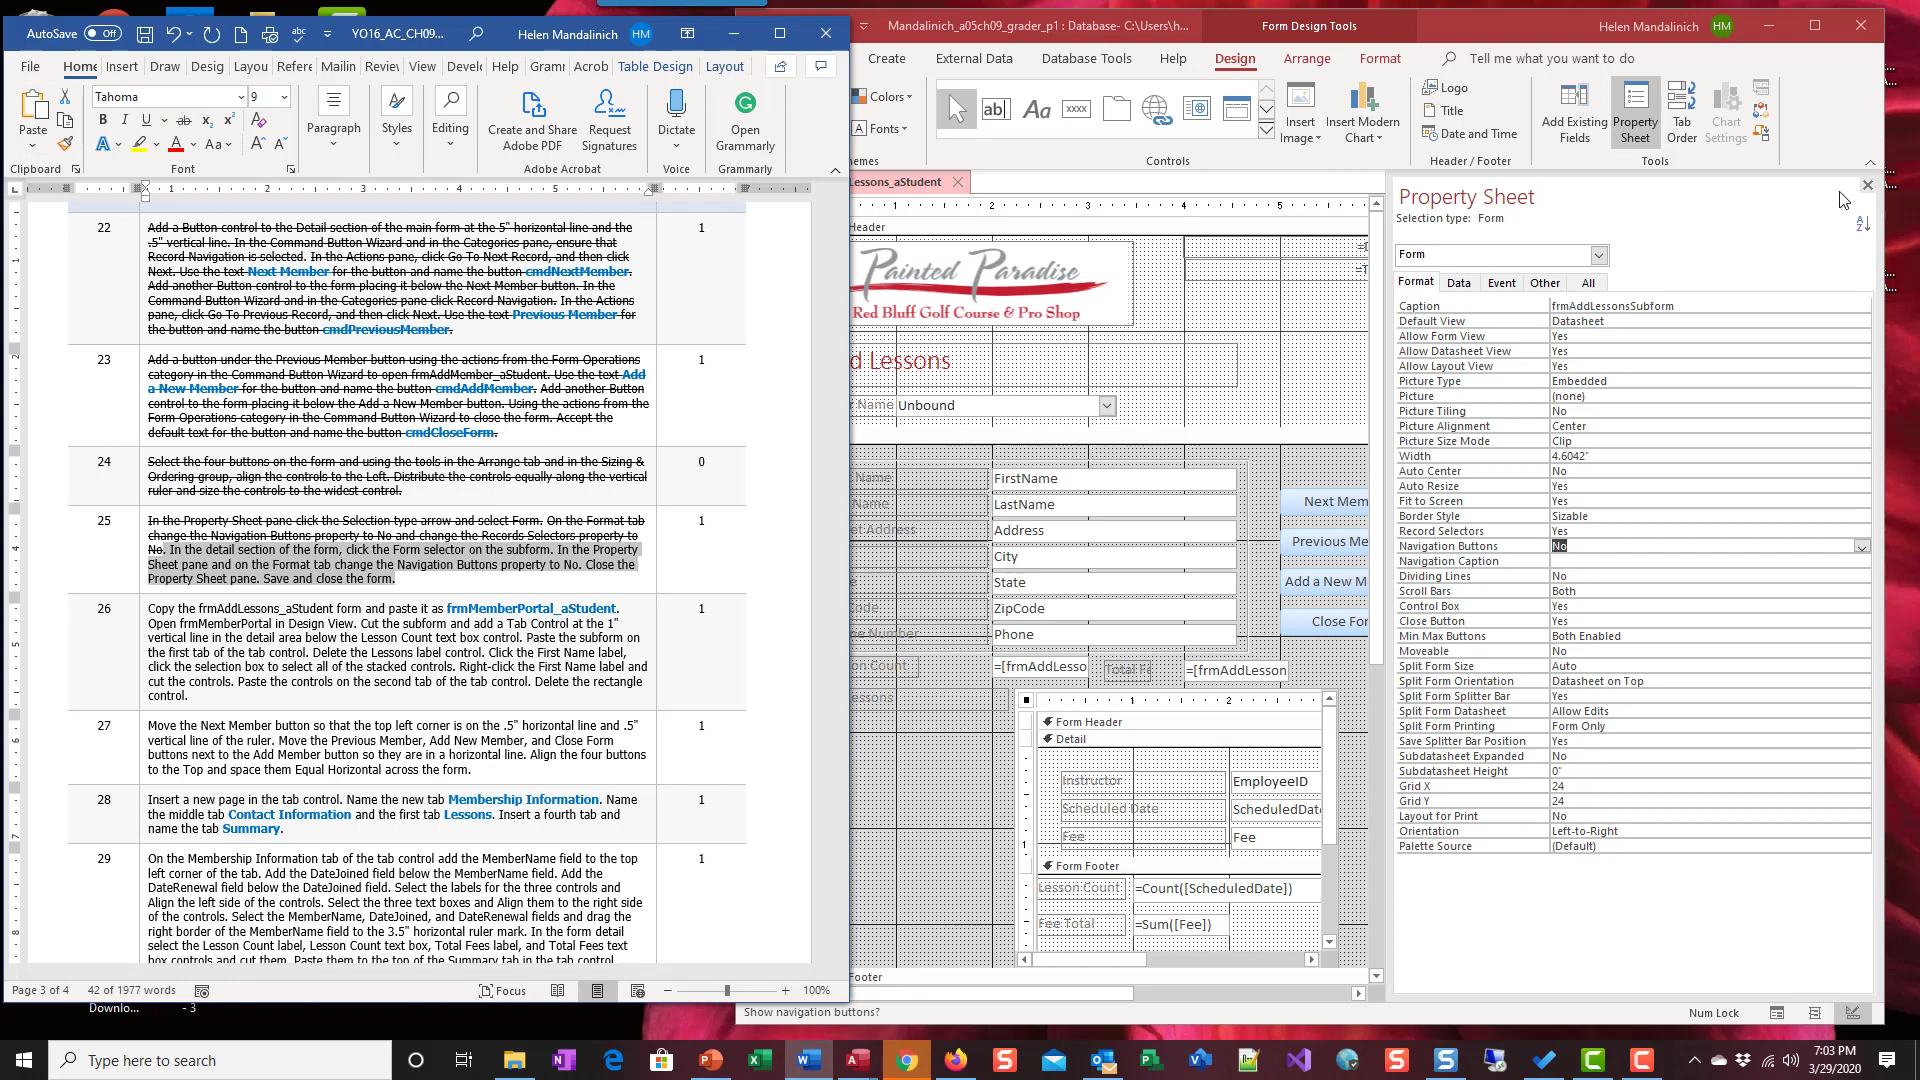 AutoSave Off YO16_AC_CH09... Helen Mandalinich HM
File Home Insert Draw Desig Layou Refere Mailin Reviev View Develo Help Gramı Acrob Table Design Layout
Tahoma 9
Paste
Paragraph Styles Editing
Create and Share Adobe PDF
Request Signatures
Dictate
Open Grammarly
Clipboard Font Adobe Acrobat Voice Grammarly
22
Add a Button control to the Detail section of the main form at the 5" horizontal line and the
.5" vertical line. In the Command Button Wizard and in the Categories pane, ensure that
Record Navigation is selected. In the Actions pane, click Go To Next Record, and then click
Next. Use the text Next Member for the button and name the button cmdNextMember.
Add another Button control to the form placing it below the Next Member button. In the
Command Button Wizard and in the Categories pane click Record Navigation. In the Actions
pane, click Go To Previous Record, and then click Next. Use the text Previous Member for
the button and name the button cmdPreviousMember.
1
23
Add a button under the Previous Member button using the actions from the Form Operations
category in the Command Button Wizard to open frmAddMember_aStudent. Use the text Add
a New Member for the button and name the button cmdAddMember. Add another Button
control to the form placing it below the Add a New Member button. Using the actions from the
Form Operations category in the Command Button Wizard to close the form. Accept the
default text for the button and name the button cmdCloseForm.
1
24
Select the four buttons on the form and using the tools in the Arrange tab and in the Sizing &
Ordering group, align the controls to the Left. Distribute the controls equally along the vertical
ruler and size the controls to the widest control.
0
25
In the Property Sheet pane click the Selection type arrow and select Form. On the Format tab
change the Navigation Buttons property to No and change the Records Selectors property to
No. In the detail section of the form, click the Form selector on the subform. In the Property
Sheet pane and on the Format tab change the Navigation Buttons property to No. Close the
Property Sheet pane. Save and close the form.
1
26
Copy the frmAddLessons_aStudent form and paste it as frmMemberPortal_aStudent.
Open frmMemberPortal in Design View. Cut the subform and add a Tab Control at the 1"
vertical line in the detail area below the Lesson Count text box control. Paste the subform on
the first tab of the tab control. Delete the Lessons label control. Click the First Name label,
click the selection box to select all of the stacked controls. Right-click the First Name label and
cut the controls. Paste the controls on the second tab of the tab control. Delete the rectangle
control.
1
27
Move the Next Member button so that the top left corner is on the .5" horizontal line and .5"
vertical line of the ruler. Move the Previous Member, Add New Member, and Close Form
buttons next to the Add Member button so they are in a horizontal line. Align the four buttons
to the Top and space them Equal Horizontal across the form.
1
28
Insert a new page in the tab control. Name the new tab Membership Information. Name
the middle tab Contact Information and the first tab Lessons. Insert a fourth tab and
name the tab Summary.
1
29
On the Membership Information tab of the tab control add the MemberName field to the top
left corner of the tab. Add the DateJoined field below the MemberName field. Add the
DateRenewal field below the DateJoined field. Select the labels for the three controls and
Align the left side of the controls. Select the three text boxes and Align them to the right side
of the controls. Select the MemberName, DateJoined, and DateRenewal fields and drag the
right border of the MemberName field to the 3.5" horizontal ruler mark. In the form detail
select the Lesson Count label, Lesson Count text box, Total Fees label, and Total Fees text
box controls and cut them. Paste them to the top of the Summary tab in the tab control.
1
Page 3 of 4 42 of 1977 words Focus 100%
Downlo... - 3
Mandalinich_a05ch09_grader_p1 : Database- C:\Users\h... Form Design Tools Helen Mandalinich HM
Create External Data Database Tools Help Design Arrange Format Tell me what you want to do
Colors
Fonts
hemes
Insert Image
Insert Modern Chart
Controls
Logo
Title
Date and Time
Header / Footer
Add Existing Fields
Property Sheet
Tab Order
Chart Settings
Tools
Lessons_aStudent
Header
Painted Paradise
Red Bluff Golf Course & Pro Shop
d Lessons
Name Unbound
Name FirstName
Name LastName
et Address Address
City
State
Code ZipCode
ne Number Phone
on Count =[frmAddLesso Total Fe =[frmAddLesson
essons
Next Mem
Previous Me
Add a New M
Close For
Form Header
Detail
Instructor EmployeeID
Scheduled Date ScheduledDate
Fee Fee
Form Footer
Lesson Count =Count([ScheduledDate])
Fee Total =Sum([Fee])
Footer
Show navigation buttons?
Num Lock
Property Sheet
Selection type: Form
Form
Format Data Event Other All
Caption frmAddLessonsSubform
Default View Datasheet
Allow Form View Yes
Allow Datasheet View Yes
Allow Layout View Yes
Picture Type Embedded
Picture (none)
Picture Tiling No
Picture Alignment Center
Picture Size Mode Clip
Width 4.6042"
Auto Center No
Auto Resize Yes
Fit to Screen Yes
Border Style Sizable
Record Selectors Yes
Navigation Buttons No
Navigation Caption
Dividing Lines No
Scroll Bars Both
Control Box Yes
Close Button Yes
Min Max Buttons Both Enabled
Moveable No
Split Form Size Auto
Split Form Orientation Datasheet on Top
Split Form Splitter Bar Yes
Split Form Datasheet Allow Edits
Split Form Printing Form Only
Save Splitter Bar Position Yes
Subdatasheet Expanded No
Subdatasheet Height 0"
Grid X 24
Grid Y 24
Layout for Print No
Orientation Left-to-Right
Palette Source (Default)
Type here to search
7:03 PM
3/29/2020